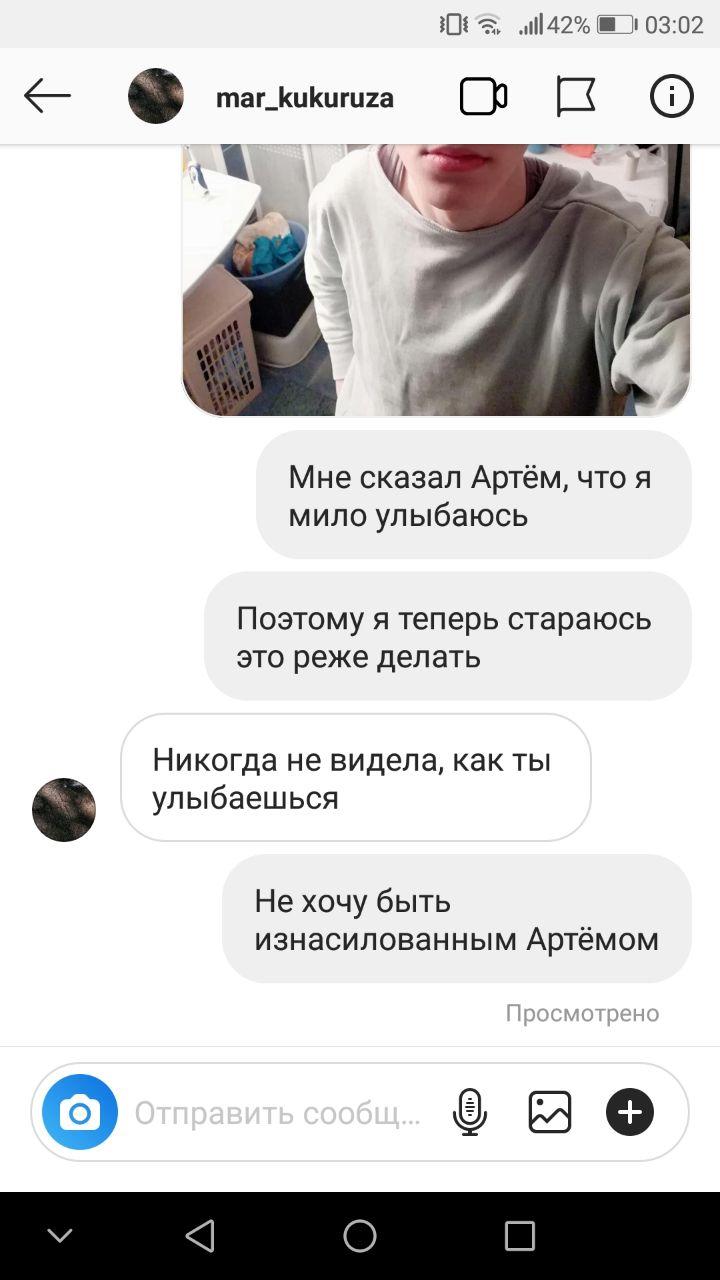 42% 03:02
mar_kukuruza
Мне сказал Артём, что я
мило улыбаюсь
Поэтому я теперь стараюсь
это реже делать
Никогда не видела, как ты
улыбаешься
Не хочу быть
изнасилованным Артёмом
Просмотрено
Отправить сообщ...